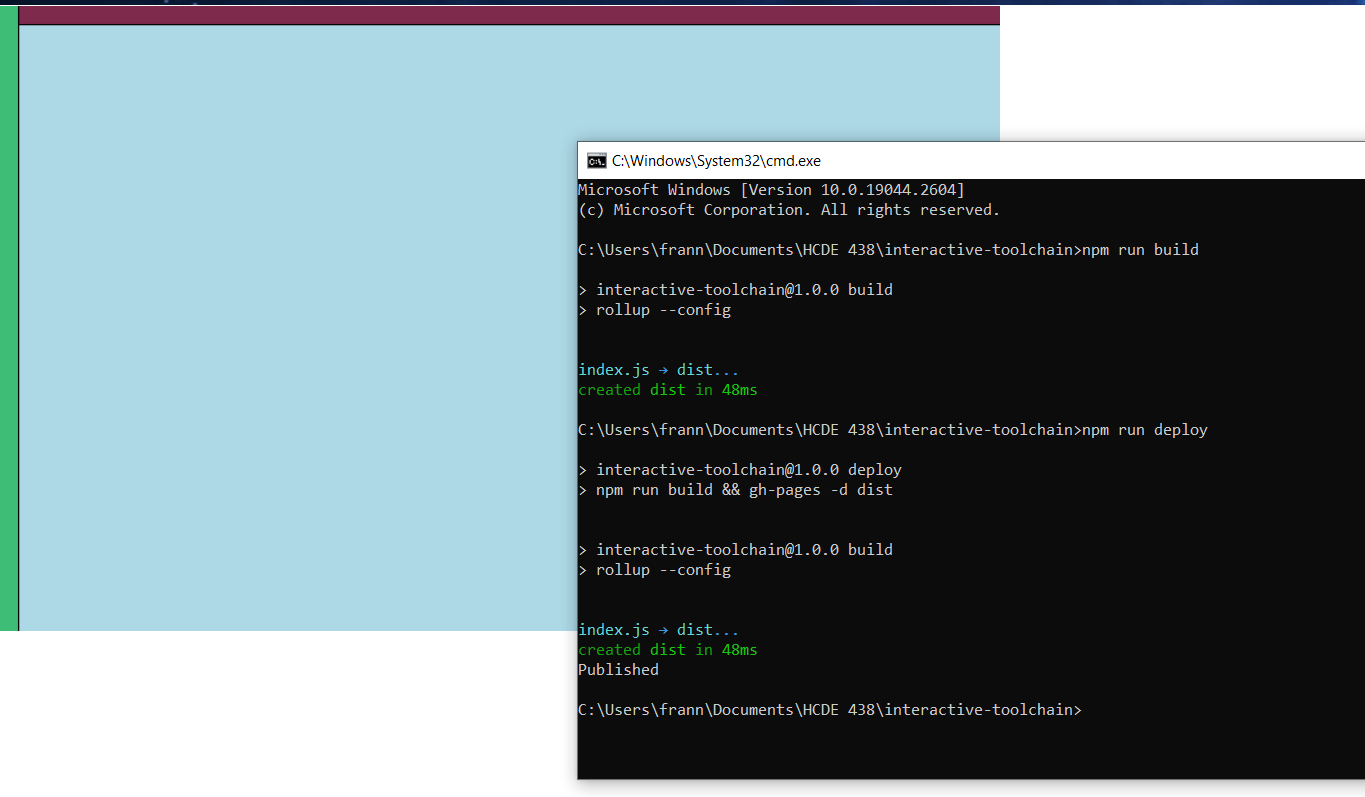 C:\Windows\System32\cmd.exe
Microsoft Windows [Version 10.0.19044.2604]
(c) Microsoft Corporation. All rights reserved.
C:\Users\frann\Documents\HCDE 438\interactive-toolchain>npm run build
> interactive-toolchain@1.0.0 build
> rollup --config
index.js → dist...
created dist in 48ms
C:\Users\frann\Documents\HCDE 438\interactive-toolchain>npm run deploy
> interactive-toolchain@1.0.0 deploy
> npm run build && gh-pages -d dist
> interactive-toolchain@1.0.0 build
> rollup --config
index.js → dist...
created dist in 48ms
Published
C:\Users\frann\Documents\HCDE 438\interactive-toolchain>